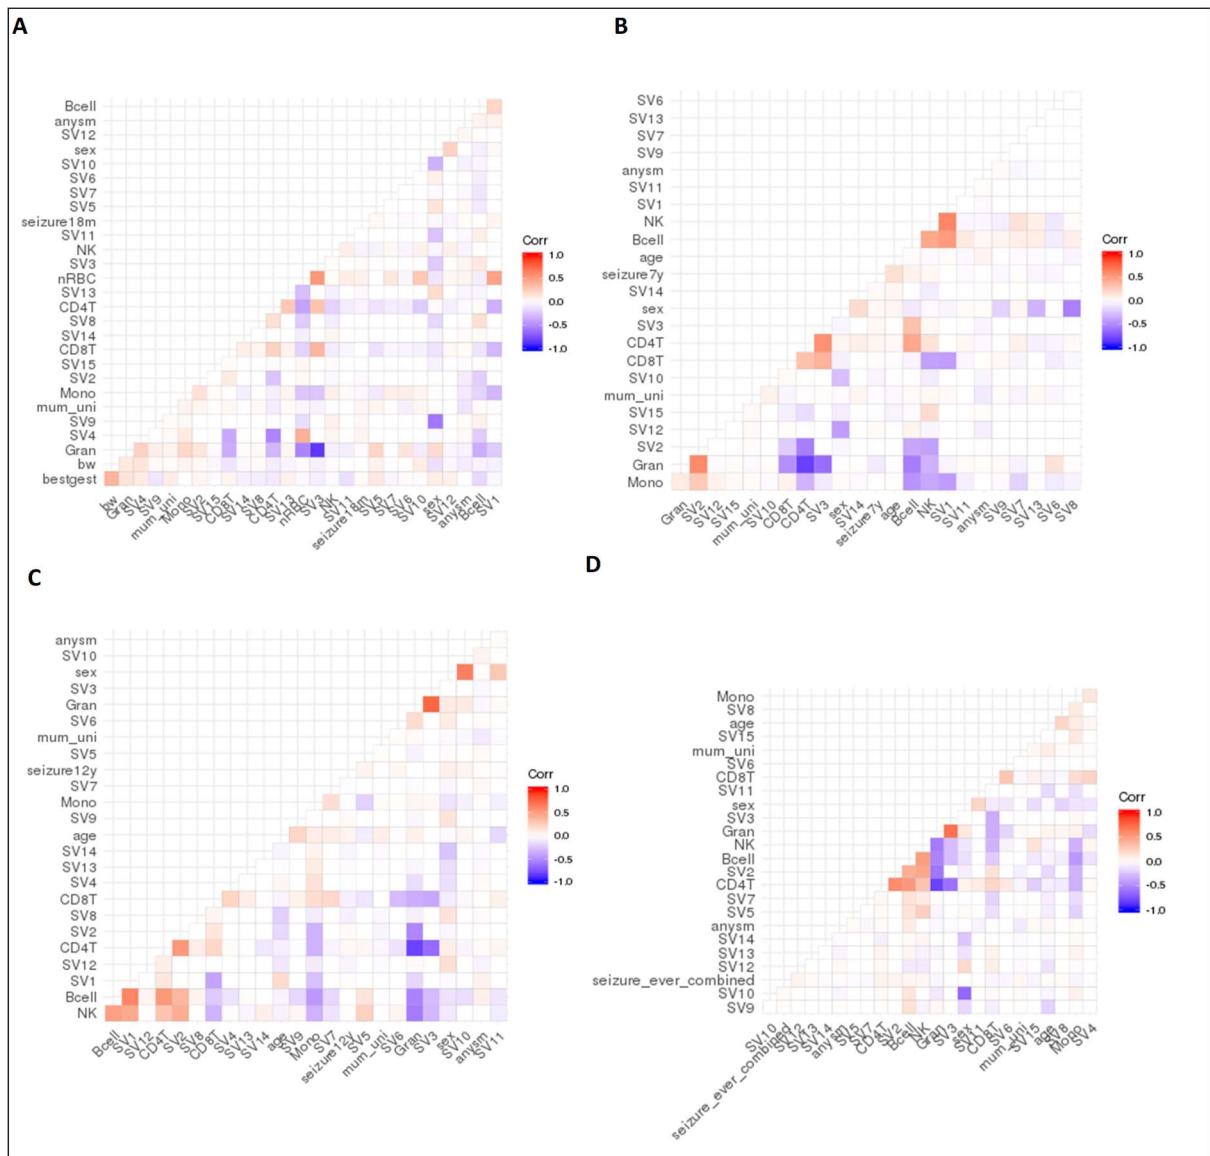 A
Bcell
anysm
SV12
sex
SV10
SV6
SV7
SV5
seizure18m
SV11
NK
SV3
nRBC
SV13
CD4T
SV8
SV14
CD8T
SV15
SV2
Mono
mum_uni
SV9
SV4
Gran
bw
bestgest
bw
Gran
SV4
SV9
mum_uni
Mono
SV2
SV15
CD8T
SV14
SV8
CD4T
SV13
nRBC
SV3
NK
SV11
seizure18m
SV5
SV7
SV6
SV10
sex
SV12
anysm
Bcell
SV1
Corr
1.0
0.5
0.0
-0.5
-1.0
B
SV6
SV13
SV7
SV9
anysm
SV11
SV1
NK
Bcell
age
seizure7y
SV14
sex
SV3
CD4T
CD8T
SV10
mum_uni
SV15
SV12
SV2
Gran
Mono
Gran
SV2
SV12
SV15
mum_uni
SV10
CD8T
CD4T
SV3
sex
SV14
seizure7y
age
Bcell
NK
SV1
SV11
anysm
SV9
SV7
SV13
SV6
SV8
Corr
1.0
0.5
0.0
-0.5
-1.0
C
anysm
SV10
sex
SV3
Gran
SV6
mum_uni
SV5
seizure12y
SV7
Mono
SV9
age
SV14
SV13
SV4
CD8T
SV8
SV2
CD4T
SV12
SV1
Bcell
NK
Bcell
SV1
SV12
CD4T
SV2
SV8
CD8T
SV4
SV13
SV14
age
SV9
Mono
SV7
seizure12y
SV5
mum_uni
SV6
Gran
SV3
sex
SV10
anysm
SV11
Corr
1.0
0.5
0.0
-0.5
-1.0
D
Mono
SV8
age
SV15
mum_uni
SV6
CD8T
SV11
sex
SV3
Gran
NK
Bcell
SV2
CD4T
SV7
SV5
anysm
SV14
SV13
SV12
seizure_ever_combined
SV10
SV9
SV10
seizure_ever_combined
SV12
SV13
SV14
anysm
SV5
SV7
CD4T
SV2
Bcell
NK
Gran
SV3
sex
SV11
CD8T
SV6
mum_uni
SV15
age
SV8
Mono
SV4
Corr
1.0
0.5
0.0
-0.5
-1.0